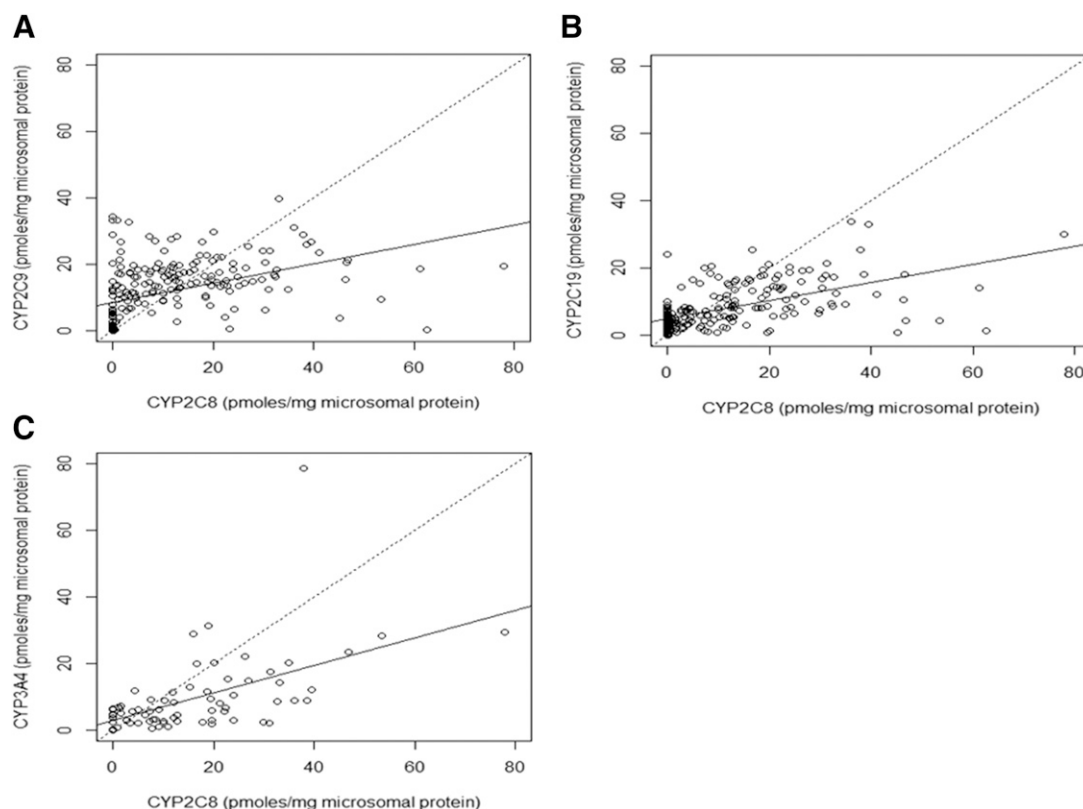 A
CYP2C9 (pmoles/mg microsomal protein)
80
60
40
20
0
0 20 40 60 80
CYP2C8 (pmoles/mg microsomal protein)
B
CYP2C19 (pmoles/mg microsomal protein)
80
60
40
20
0
0 20 40 60 80
CYP2C8 (pmoles/mg microsomal protein)
C
CYP3A4 (pmoles/mg microsomal protein)
80
60
40
20
0
0 20 40 60 80
CYP2C8 (pmoles/mg microsomal protein)